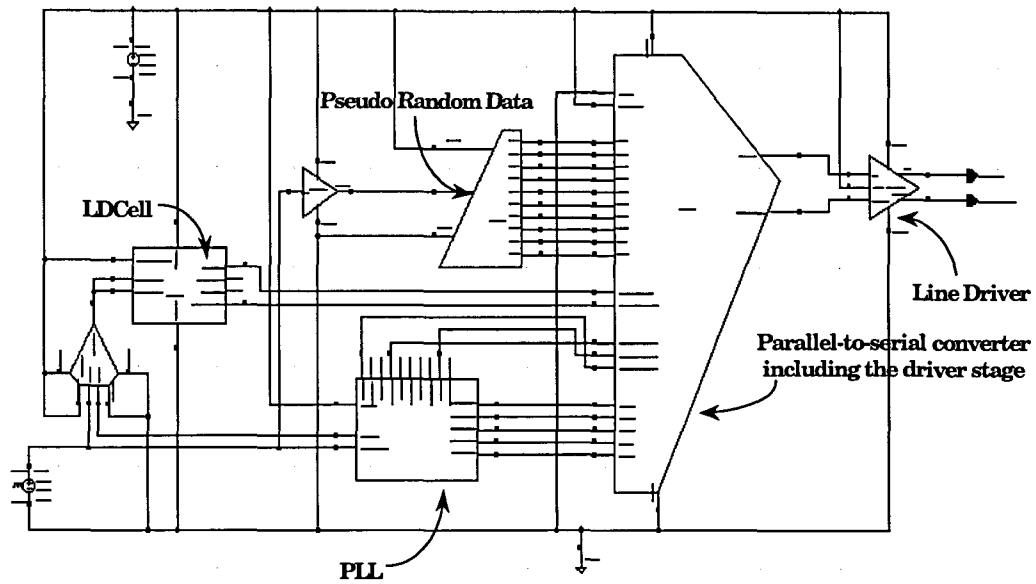 Pseudo Random Data
LDCell
Line Driver
Parallel-to-serial converter
including the driver stage
PLL